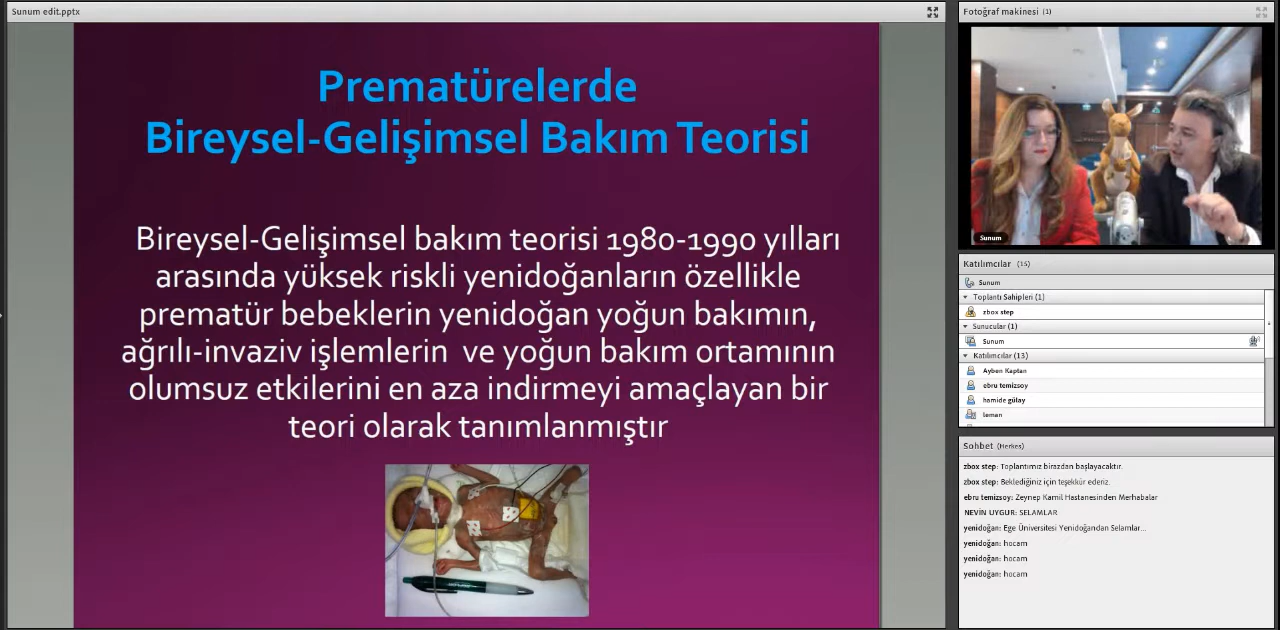 Sunum edit.pptx
Prematürelerde
Bireysel-Gelişimsel Bakım Teorisi
Bireysel-Gelişimsel bakım teorisi 1980-1990 yılları
arasında yüksek riskli yenidoğanların özellikle
prematür bebeklerin yenidoğan yoğun bakımın,
ağrılı-invaziv işlemlerin ve yoğun bakım ortamının
olumsuz etkilerini en aza indirmeyi amaçlayan bir
teori olarak tanımlanmıştır
Fotoğraf makinesi (1)
Sunum
Katılımcılar (15)
Sunum
Toplantı Sahipleri (1)
zbox step
Sunucular (1)
Sunum
Katılımcılar (13)
Ayben Kaptan
ebru temizsoy
hamide gülay
leman
Sohbet (Herkes)
zbox step: Toplantımız birazdan başlayacaktır.
zbox step: Beklediğiniz için teşekkür ederiz.
ebru temizsoy: Zeynep Kamil Hastanesinden Merhabalar
NEVİN UYGUR: SELAMLAR
yenidoğan: Ege Üniversitesi Yenidoğandan Selamlar...
yenidoğan: hocam
yenidoğan: hocam
yenidoğan: hocam